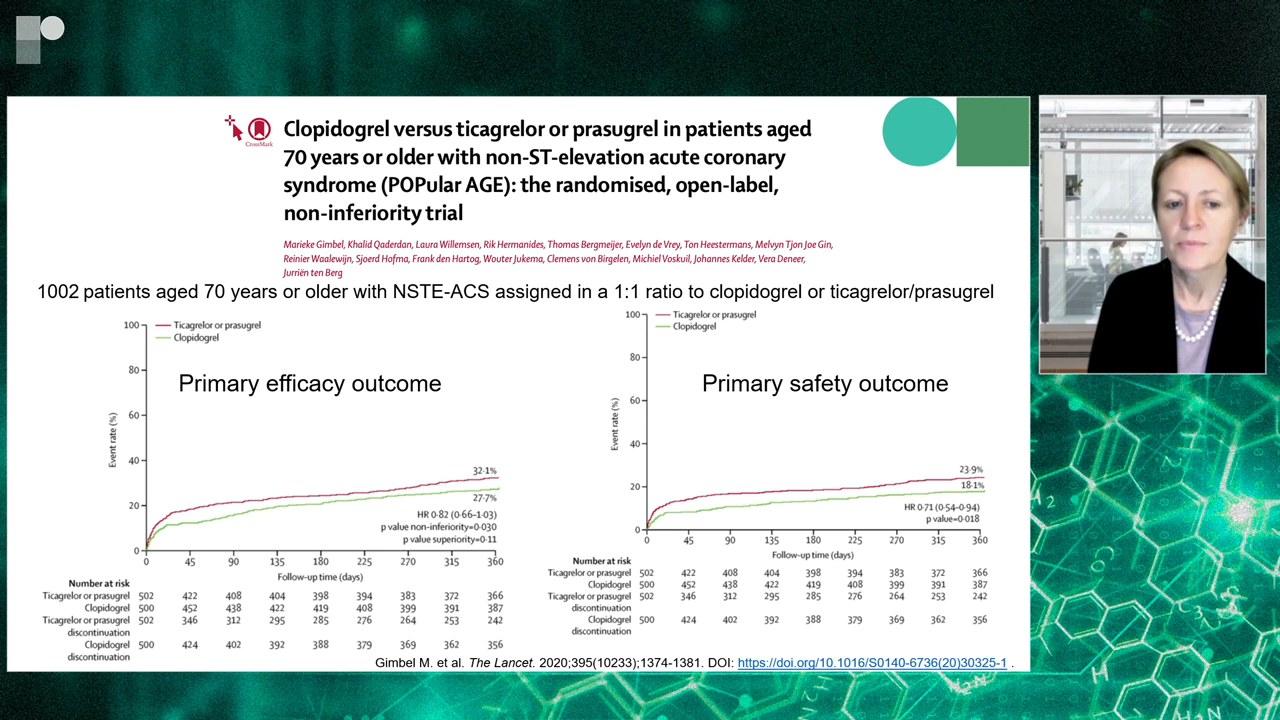 Clopidogrel versus ticagrelor or prasugrel in patients aged
70 years or older with non-ST-elevation acute coronary
syndrome (POPular AGE): the randomised, open-label,
non-inferiority trial
CrossMark
Marieke Gimbel, Khalid Qaderdan, Laura Willemsen, Rik Hermanides, Thomas Bergmeijer, Evelyn de Vrey, Ton Heestermans, Melvyn Tjon Joe Gin,
Reinier Waalewijn, Sjoerd Hofma, Frank den Hartog, Wouter Jukema, Clemens von Birgelen, Michiel Voskuil, Johannes Kelder, Vera Deneer,
Jurriën ten Berg
1002 patients aged 70 years or older with NSTE-ACS assigned in a 1:1 ratio to clopidogrel or ticagrelor/prasugrel
Ticagrelor or prasugrel
Clopidogrel
Primary efficacy outcome
Event rate (%)
100
80
60
40
20
0
32·1%
27·7%
HR 0·82 (0·66–1·03)
p value non-inferiority=0·030
p value superiority=0·11
0 45 90 135 180 225 270 315 360
Follow-up time (days)
Number at risk
Ticagrelor or prasugrel 502 422 408 404 398 394 383 372 366
Clopidogrel 500 452 438 422 419 408 399 391 387
Ticagrelor or prasugrel 502 346 312 295 285 276 264 253 242
discontinuation
Clopidogrel 500 424 402 392 388 379 369 362 356
discontinuation
Ticagrelor or prasugrel
Clopidogrel
Primary safety outcome
Event rate (%)
100
80
60
40
20
0
23·9%
18·1%
HR 0·71 (0·54–0·94)
p value=0·018
0 45 90 135 180 225 270 315 360
Follow-up time (days)
Number at risk
Ticagrelor or prasugrel 502 422 408 404 398 394 383 372 366
Clopidogrel 500 452 438 422 419 408 399 391 387
Ticagrelor or prasugrel 502 346 312 295 285 276 264 253 242
discontinuation
Clopidogrel 500 424 402 392 388 379 369 362 356
discontinuation
Gimbel M. et al. The Lancet. 2020;395(10233);1374-1381. DOI: https://doi.org/10.1016/S0140-6736(20)30325-1 .